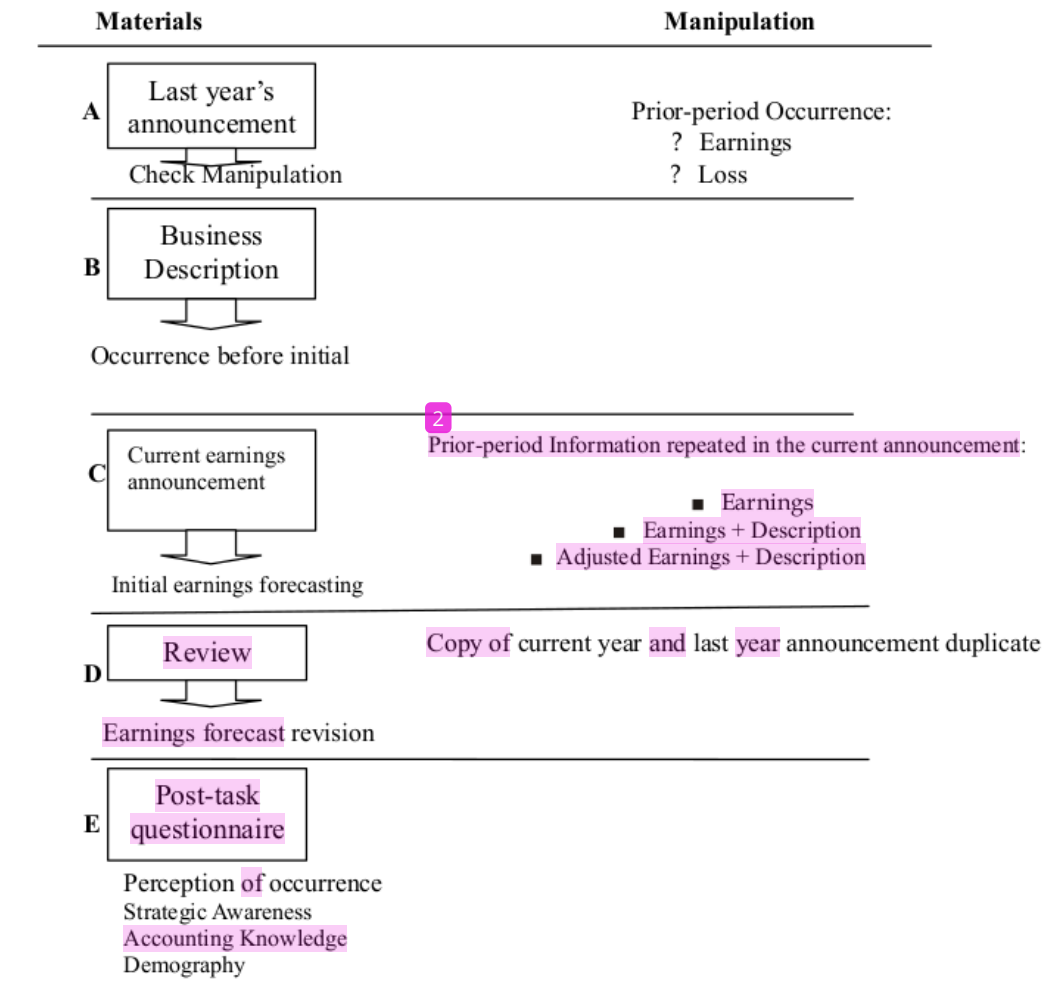 Materials Manipulation
A
Last year's
announcement
Check Manipulation
Prior-period Occurrence:
? Earnings
? Loss
B
Business
Description
Occurrence before initial
2
C
Current earnings
announcement
Prior-period Information repeated in the current announcement:
■ Earnings
■ Earnings + Description
■ Adjusted Earnings + Description
Initial earnings forecasting
D
Review
Copy of current year and last year announcement duplicate
Earnings forecast revision
E
Post-task
questionnaire
Perception of occurrence
Strategic Awareness
Accounting Knowledge
Demography